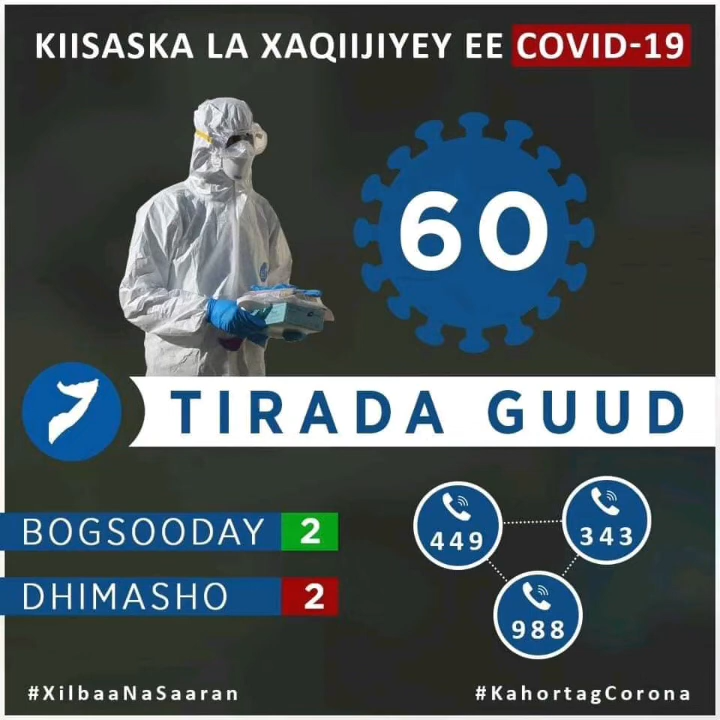 KIISASKA LA XAQIIJIYEY EE COVID-19
60
TIRADA GUUD
BOGSOODAY 2
DHIMASHO 2
449
343
988
#XilbaaNaSaaran
#KahortagCorona